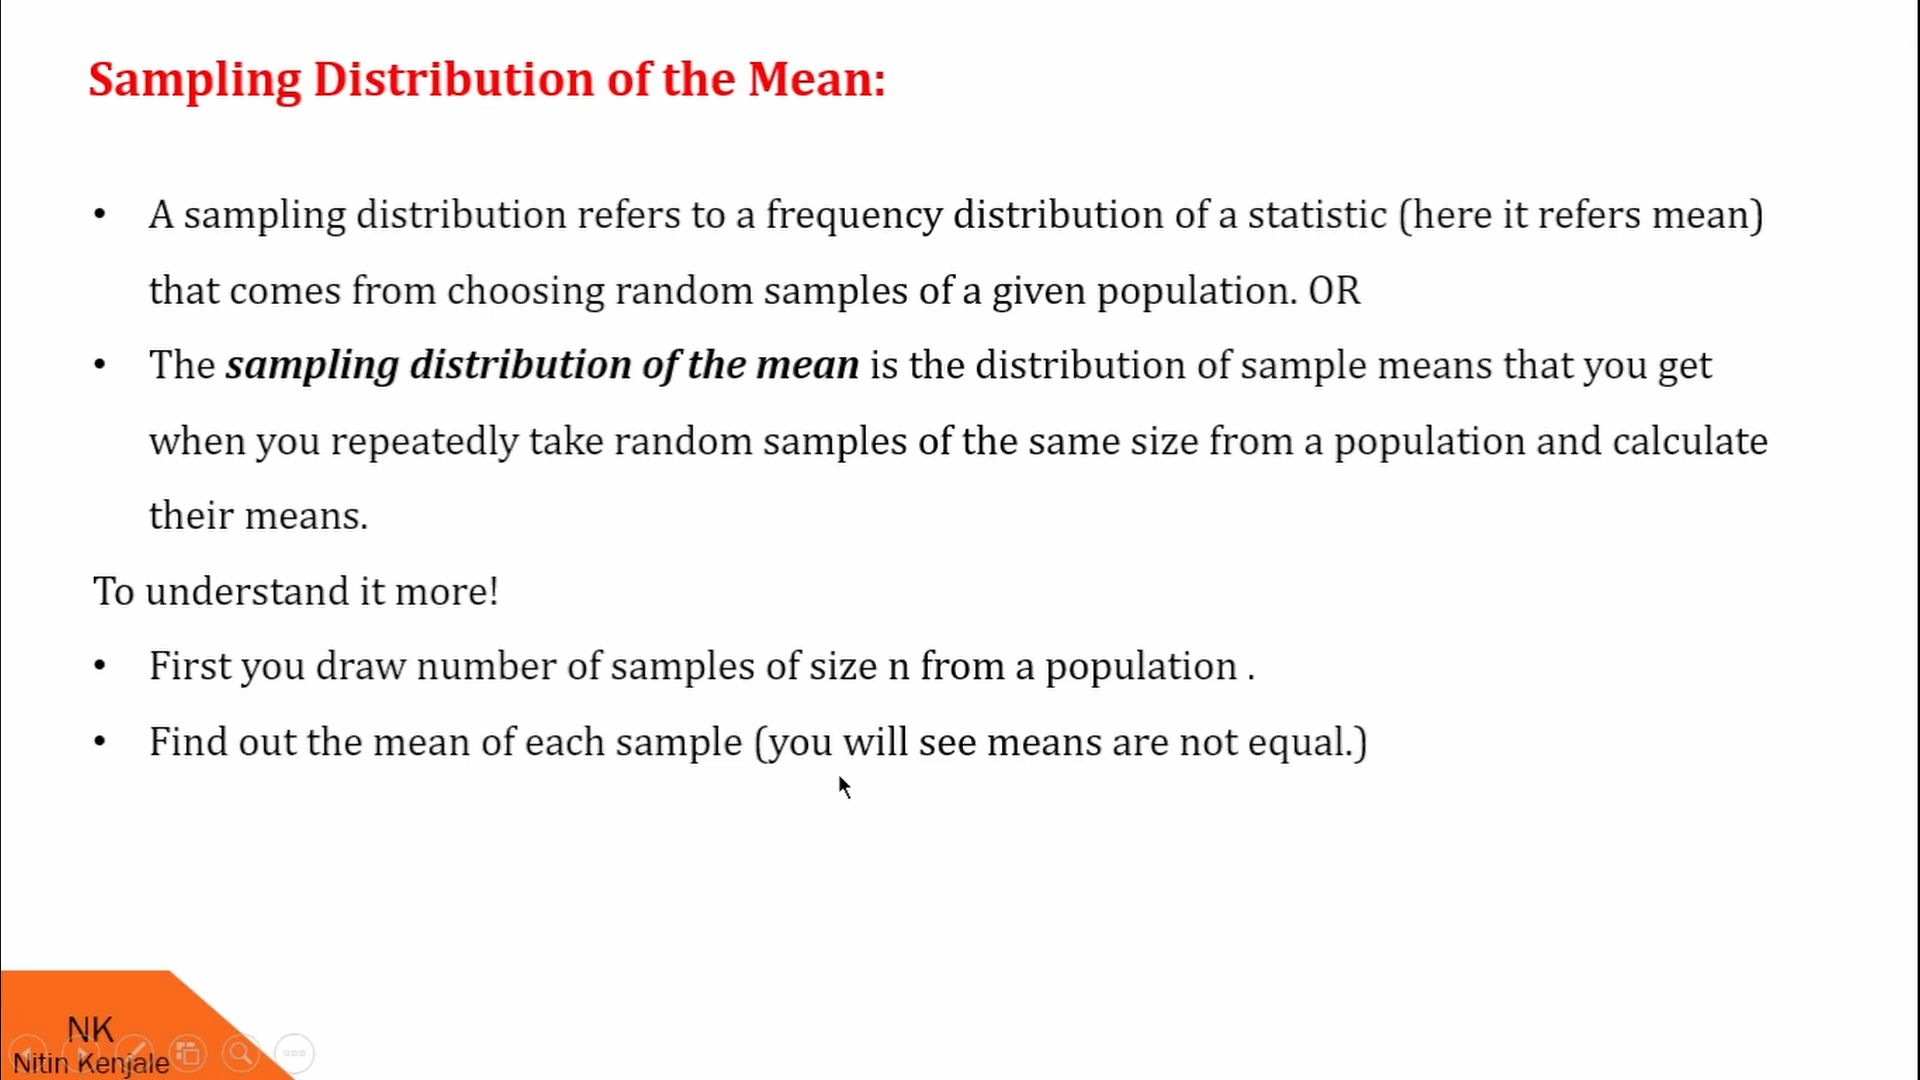 Sampling Distribution of the Mean:
• A sampling distribution refers to a frequency distribution of a statistic (here it refers mean)
that comes from choosing random samples of a given population. OR
• The sampling distribution of the mean is the distribution of sample means that you get
when you repeatedly take random samples of the same size from a population and calculate
their means.
To understand it more!
• First you draw number of samples of size n from a population .
• Find out the mean of each sample (you will see means are not equal.)
NK
Nitin Kenjale